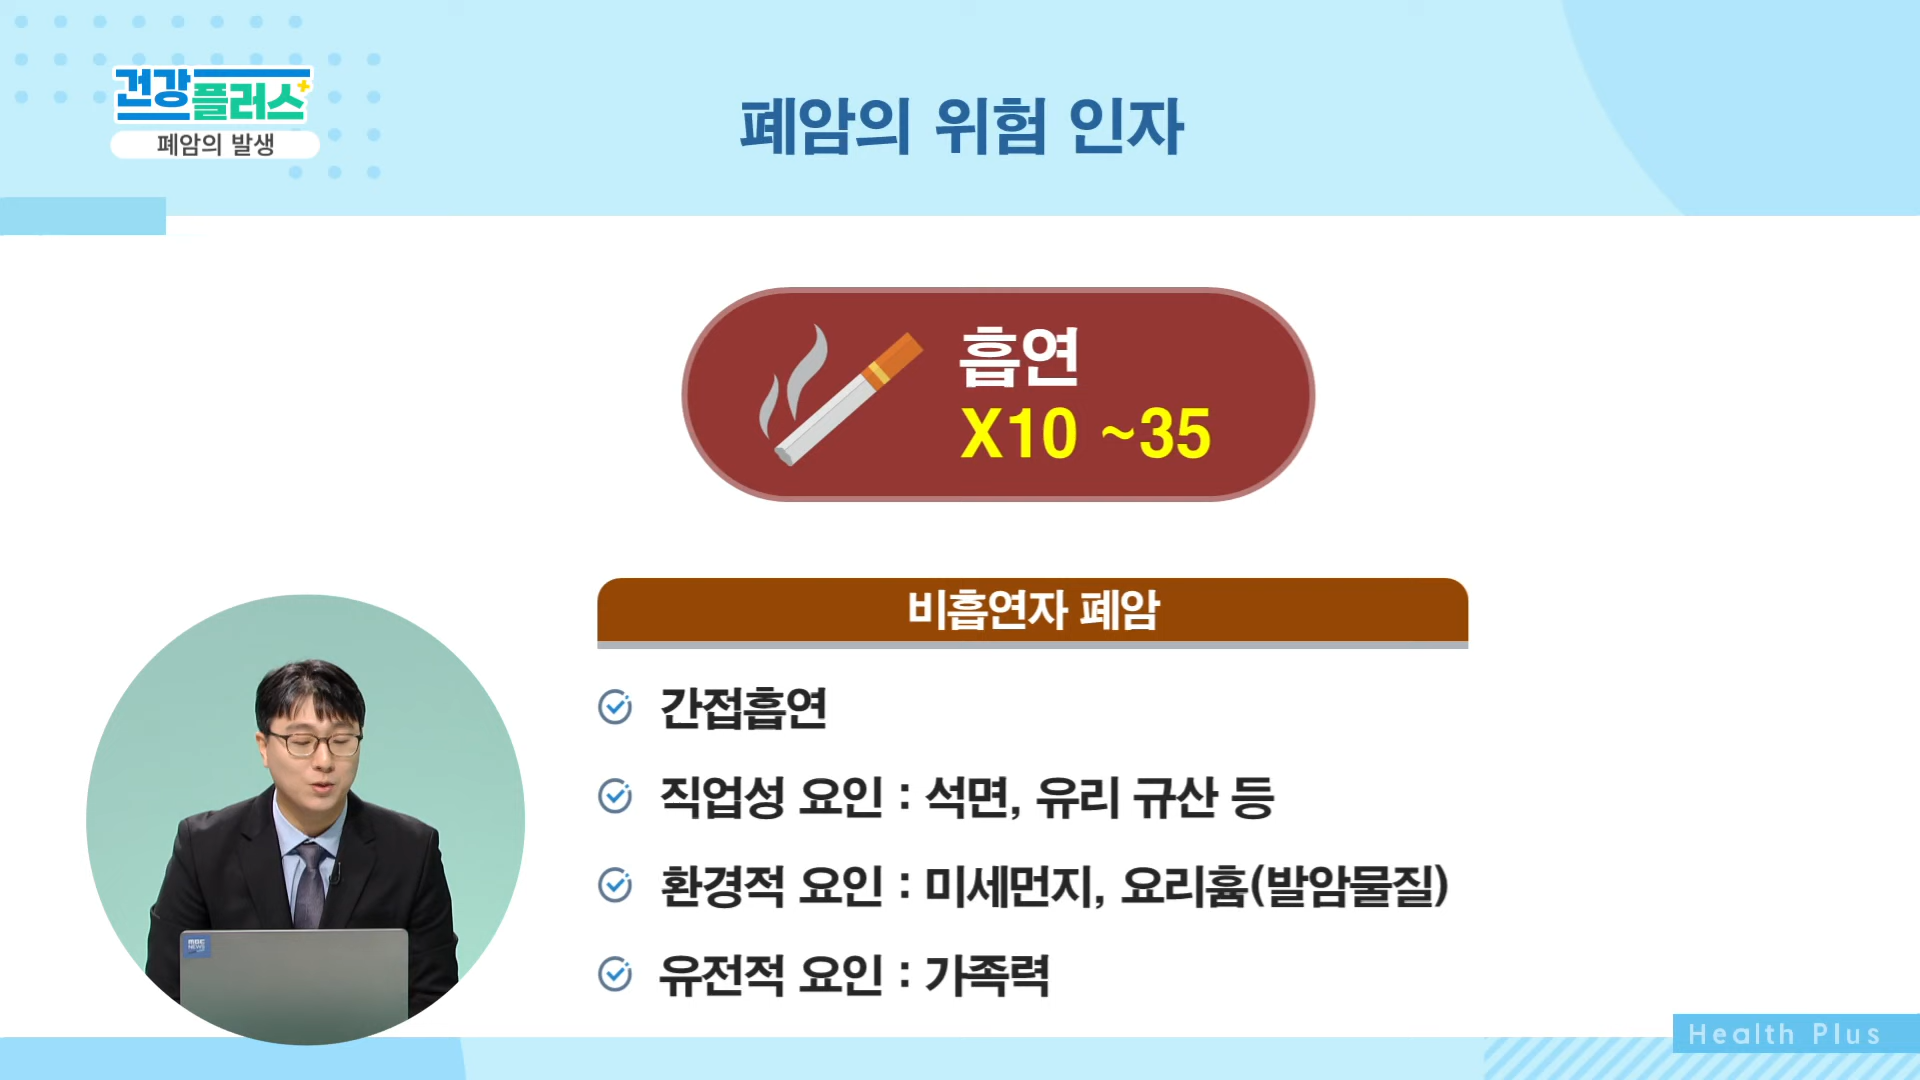 건강플러스
폐암의 발생
폐암의 위험 인자
흡연
X10 ~35
비흡연자 폐암
간접흡연
직업성 요인 : 석면, 유리 규산 등
환경적 요인 : 미세먼지, 요리흄(발암물질)
유전적 요인 : 가족력
MBC
NEWS
Health Plus